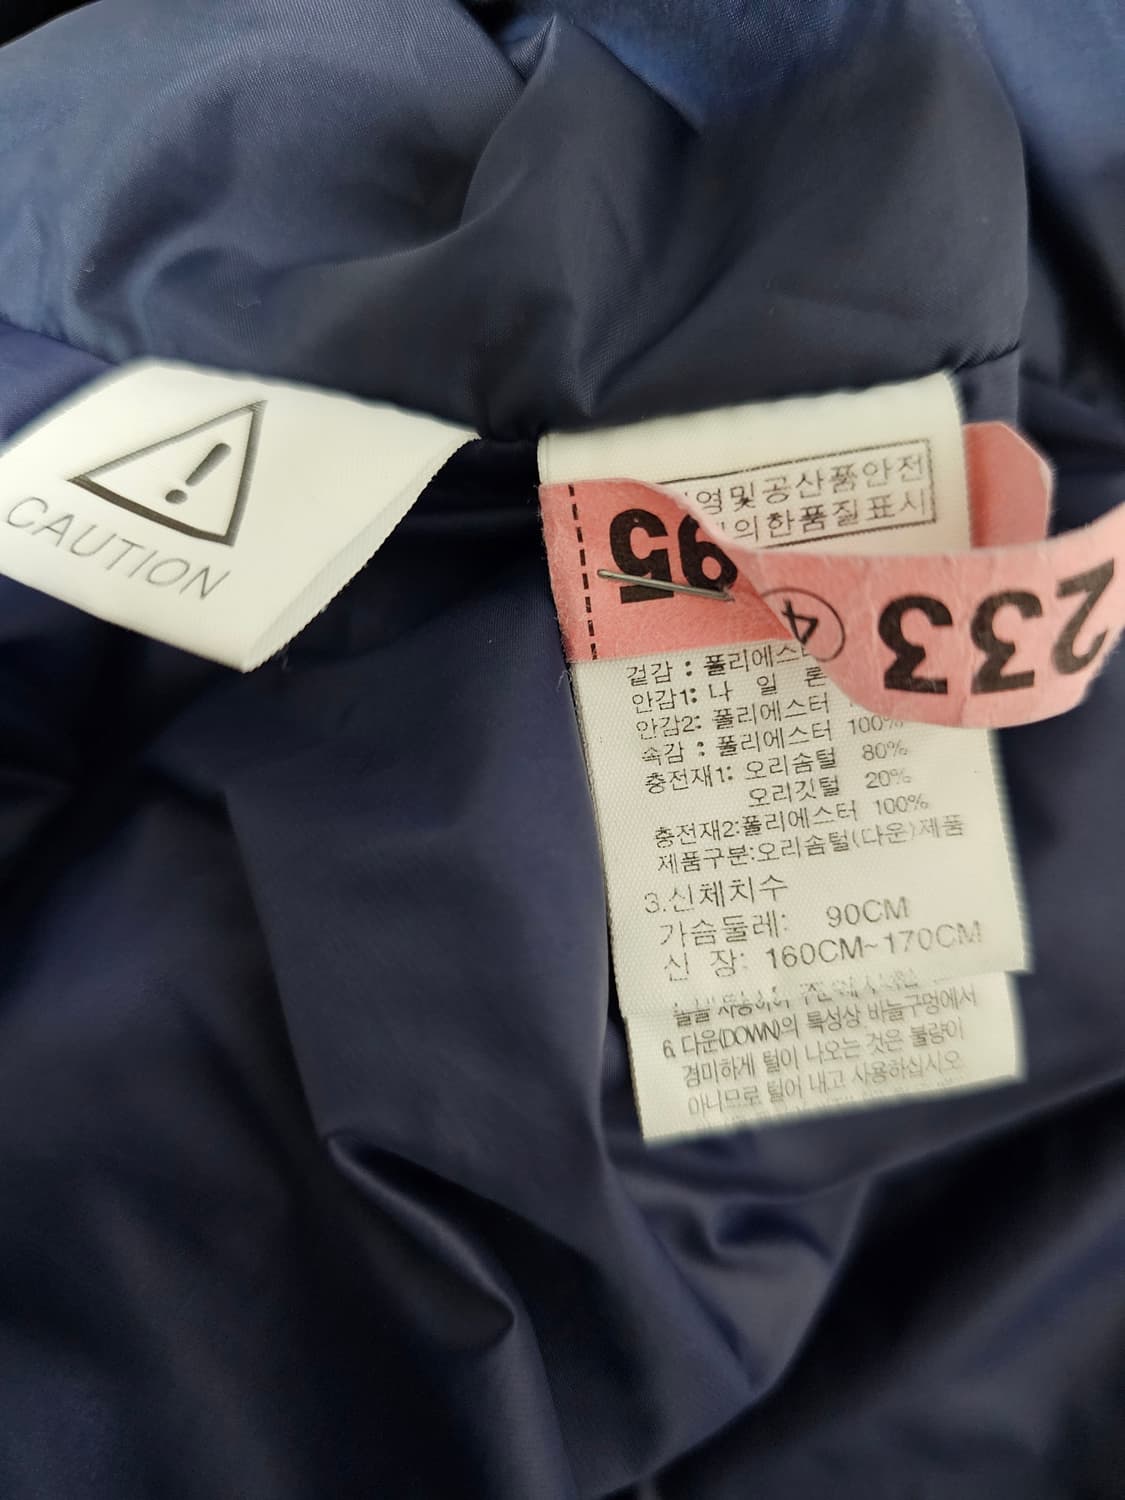 CAUTION
영및공산품안전
의한품질표시
95
4
233
겉감 : 폴리에스
안감1: 나 일 론
안감2: 폴리에스터
속감 : 폴리에스터 100%
충전재1: 오리솜털 80%
오리깃털 20%
충전재2:폴리에스터 100%
제품구분:오리솜털(다운)제품
3.신체치수
가슴둘레: 90CM
신 장: 160CM~170CM
6. 다운(DOWN)의 특성상 바늘구멍에서
경미하게 털이 나오는 것은 불량이
아니므로 털어 내고 사용하십시오